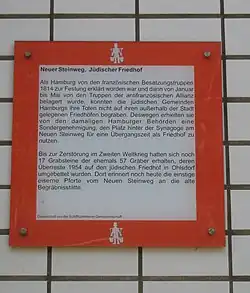 Neuer Steinweg, Jüdischer Friedhof
Als Hamburg von den französischen Besatzungstruppen
1814 zur Festung erklärt worden war und dann von Januar
bis Mai von den Truppen der antifranzösischen Allianz
belagert wurde, konnten die jüdischen Gemeinden
Hamburgs ihre Toten nicht auf ihren außerhalb der Stadt
gelegenen Friedhöfen begraben. Deswegen erhielten sie
von den damaligen Hamburger Behörden eine
Sondergenehmigung, den Platz hinter der Synagoge am
Neuen Steinweg für eine Übergangszeit als Friedhof zu
nutzen.
Bis zur Zerstörung im Zweiten Weltkrieg hatten sich noch
17 Grabsteine der ehemals 57 Gräber erhalten, deren
Überreste 1954 auf den jüdischen Friedhof in Ohlsdorf
umgebettet wurden. Dort erinnert noch heute die einstige
eiserne Pforte vom Neuen Steinweg an die alte
Begräbnisstätte.